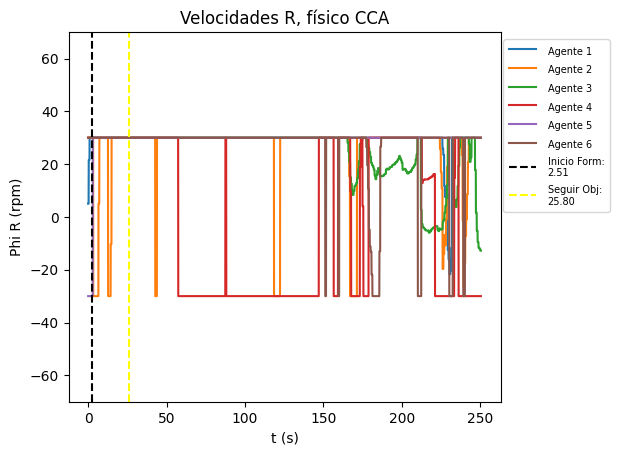 Velocidades R, físico CCA
Agente 1
Agente 2
Agente 3
Agente 4
Agente 5
Agente 6
Inicio Form:
2.51
Seguir Obj:
25.80
Phi R (rpm)
60
40
20
0
−20
−40
−60
0
50
100
150
200
250
t (s)